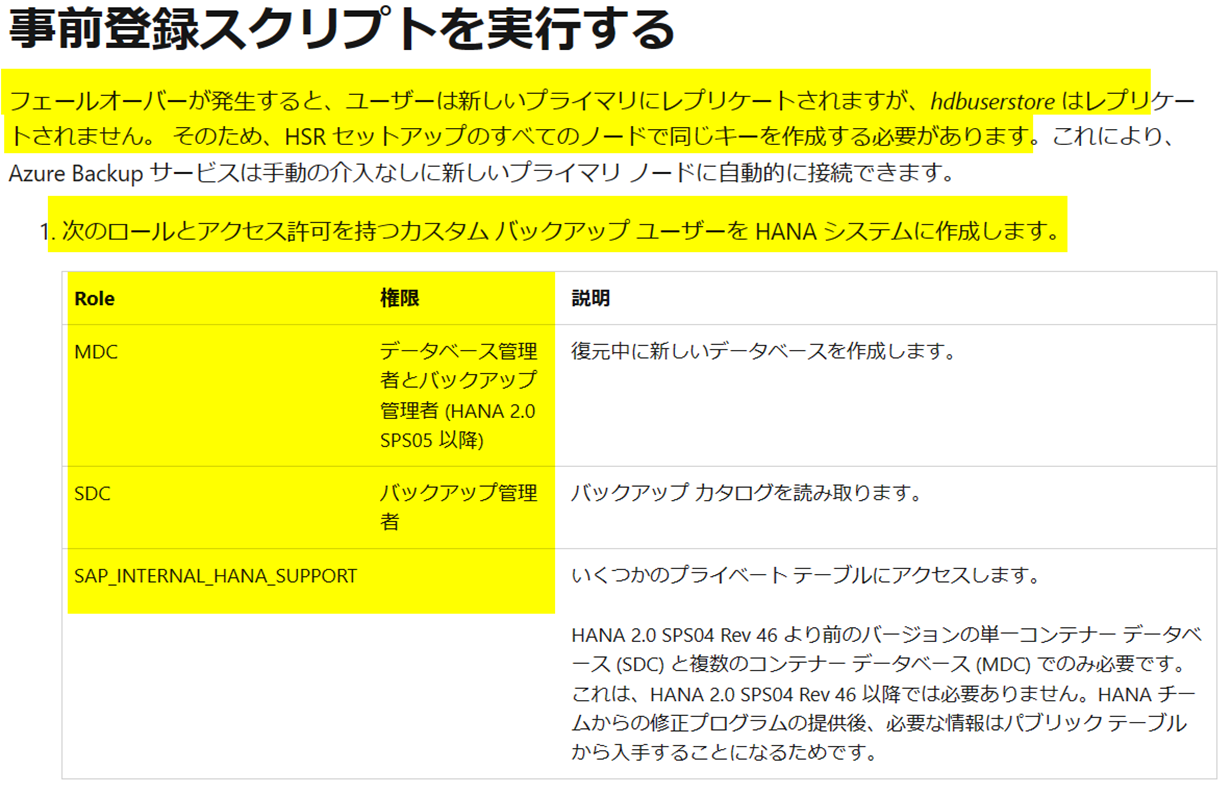 事前登録スクリプトを実行する
フェールオーバーが発生すると、ユーザーは新しいプライマリにレプリケートされますが、hdbuserstore はレプリケー
トされません。 そのため、HSR セットアップのすべてのノードで同じキーを作成する必要があります。これにより、
Azure Backup サービスは手動の介入なしに新しいプライマリ ノードに自動的に接続できます。
1. 次のロールとアクセス許可を持つカスタム バックアップ ユーザーを HANA システムに作成します。
Role 権限 説明
MDC データベース管理 復元中に新しいデータベースを作成します。
者とバックアップ
管理者 (HANA 2.0
SPS05 以降)
SDC バックアップ管理 バックアップ カタログを読み取ります。
者
SAP_INTERNAL_HANA_SUPPORT いくつかのプライベート テーブルにアクセスします。
HANA 2.0 SPS04 Rev 46 より前のバージョンの単一コンテナー データベ
ース (SDC) と複数のコンテナー データベース (MDC) でのみ必要です。
これは、HANA 2.0 SPS04 Rev 46 以降では必要ありません。HANA チー
ムからの修正プログラムの提供後、必要な情報はパブリック テーブル
から入手することになるためです。